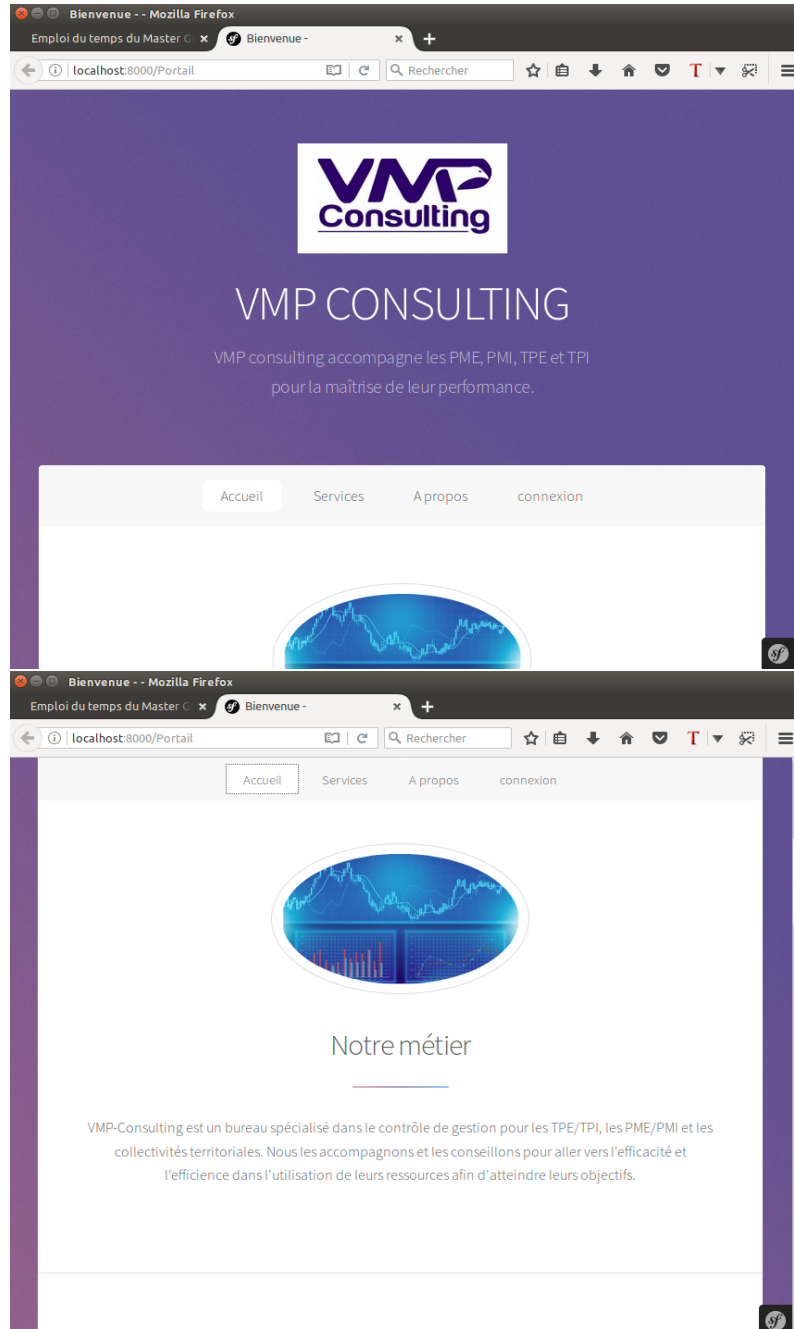 Bienvenue - - Mozilla Firefox
Emploi du temps du Master G
Bienvenue -
localhost:8000/Portail
Rechercher
VMP
Consulting
VMP CONSULTING
VMP consulting accompagne les PME, PMI, TPE et TPI
pour la maîtrise de leur performance.
Accueil Services A propos connexion
sf
Bienvenue - - Mozilla Firefox
Emploi du temps du Master G
Bienvenue -
localhost:8000/Portail
Rechercher
Accueil Services A propos connexion
Notre métier
VMP-Consulting est un bureau spécialisé dans le contrôle de gestion pour les TPE/TPI, les PME/PMI et les
collectivités territoriales. Nous les accompagnons et les conseillons pour aller vers l'efficacité et
l'efficience dans l'utilisation de leurs ressources afin d'atteindre leurs objectifs.
sf